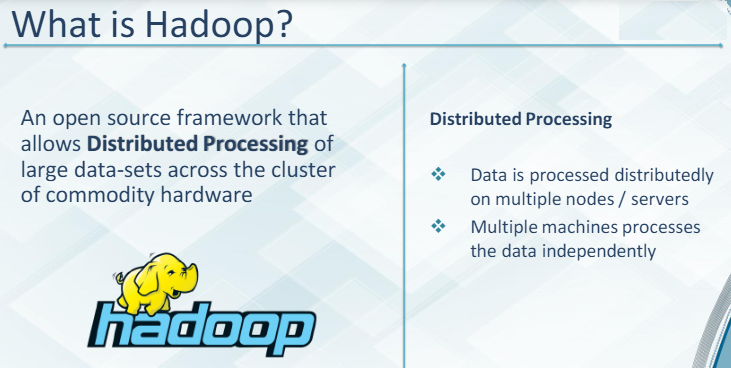 What is Hadoop?
An open source framework that
allows Distributed Processing of
large data-sets across the cluster
of commodity hardware
hadoop
Distributed Processing
Data is processed distributedly
on multiple nodes / servers
Multiple machines processes
the data independently